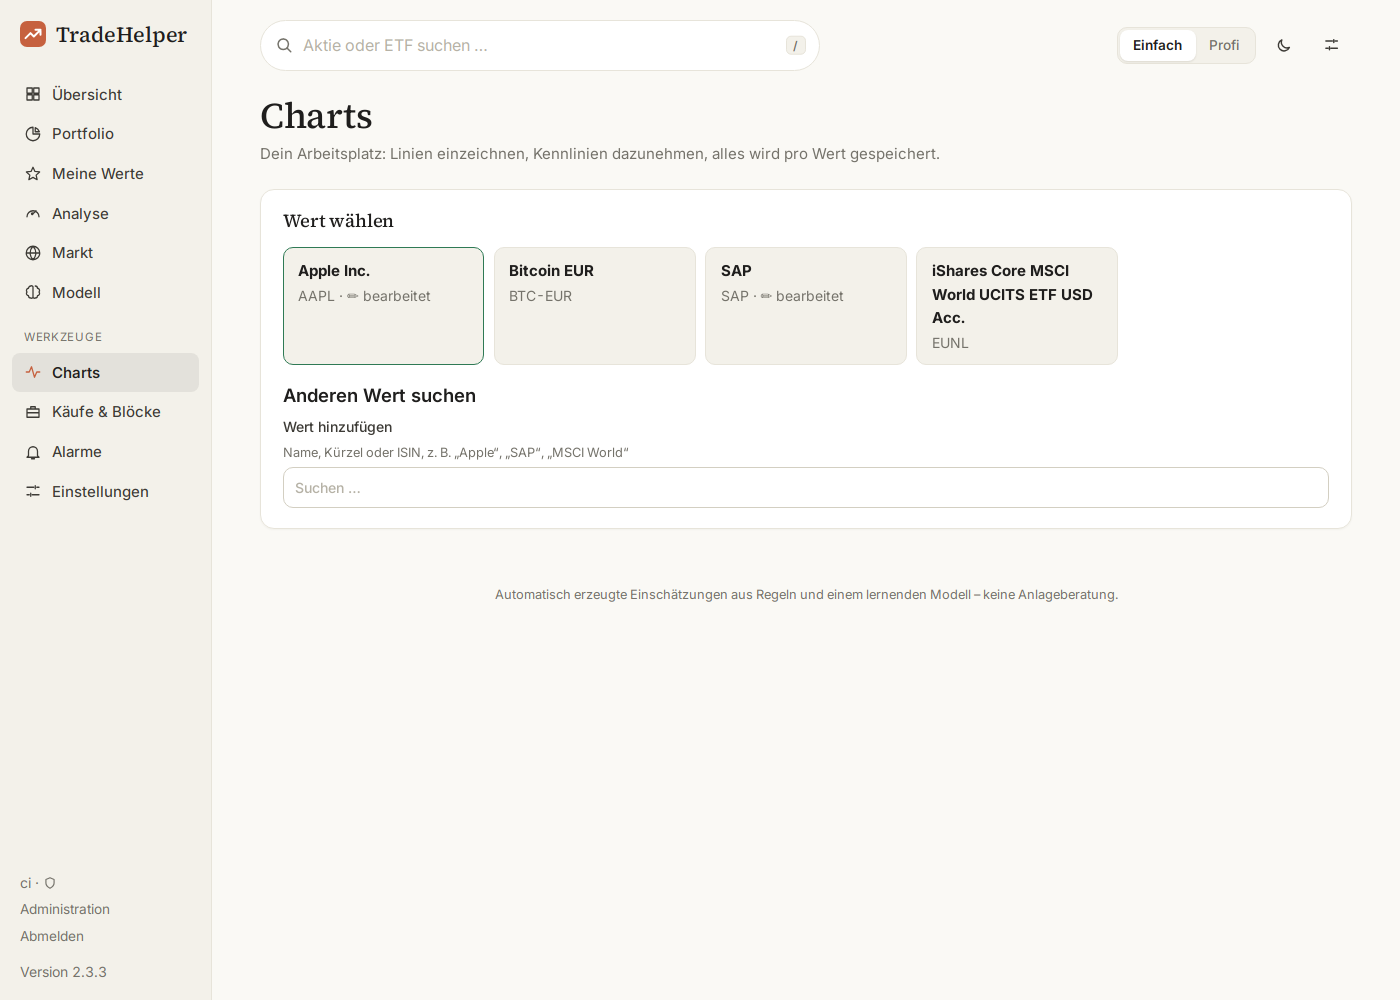 TradeHelper
Übersicht
Portfolio
Meine Werte
Analyse
Markt
Modell
WERKZEUGE
Charts
Käufe & Blöcke
Alarme
Einstellungen
ci ·
Administration
Abmelden
Version 2.3.3
Aktie oder ETF suchen …
/
Einfach
Profi
Charts
Dein Arbeitsplatz: Linien einzeichnen, Kennlinien dazunehmen, alles wird pro Wert gespeichert.
Wert wählen
Apple Inc.
AAPL · ✏ bearbeitet
Bitcoin EUR
BTC-EUR
SAP
SAP · ✏ bearbeitet
iShares Core MSCI
World UCITS ETF USD
Acc.
EUNL
Anderen Wert suchen
Wert hinzufügen
Name, Kürzel oder ISIN, z. B. „Apple“, „SAP“, „MSCI World“
Suchen …
Automatisch erzeugte Einschätzungen aus Regeln und einem lernenden Modell – keine Anlageberatung.